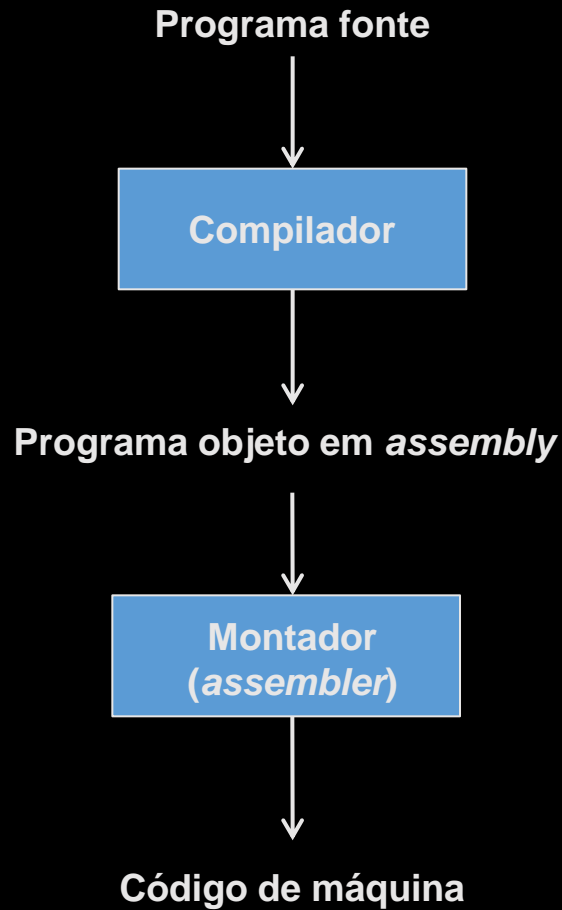 Programa fonte
Compilador
Programa objeto em assembly
Montador
(assembler)
Código de máquina